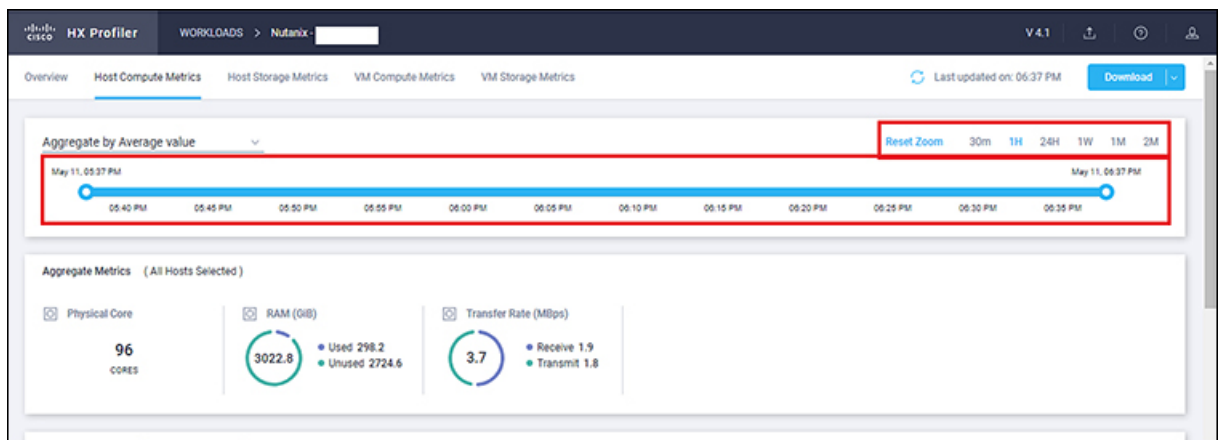 cisco HX Profiler WORKLOADS > Nutanix - V 4.1
Overview Host Compute Metrics Host Storage Metrics VM Compute Metrics VM Storage Metrics Last updated on: 06:37 PM Download
Aggregate by Average value Reset Zoom 30m 1H 24H 1W 1M 2M
May 11, 05:37 PM May 11, 06:37 PM
05:40 PM 05:45 PM 05:50 PM 05:55 PM 06:00 PM 06:05 PM 06:10 PM 06:15 PM 06:20 PM 06:25 PM 06:30 PM 06:35 PM
Aggregate Metrics ( All Hosts Selected )
Physical Core RAM (GiB) Transfer Rate (MBps)
96
CORES
3022.8
Used 298.2
Unused 2724.6
3.7
Receive 1.9
Transmit 1.8